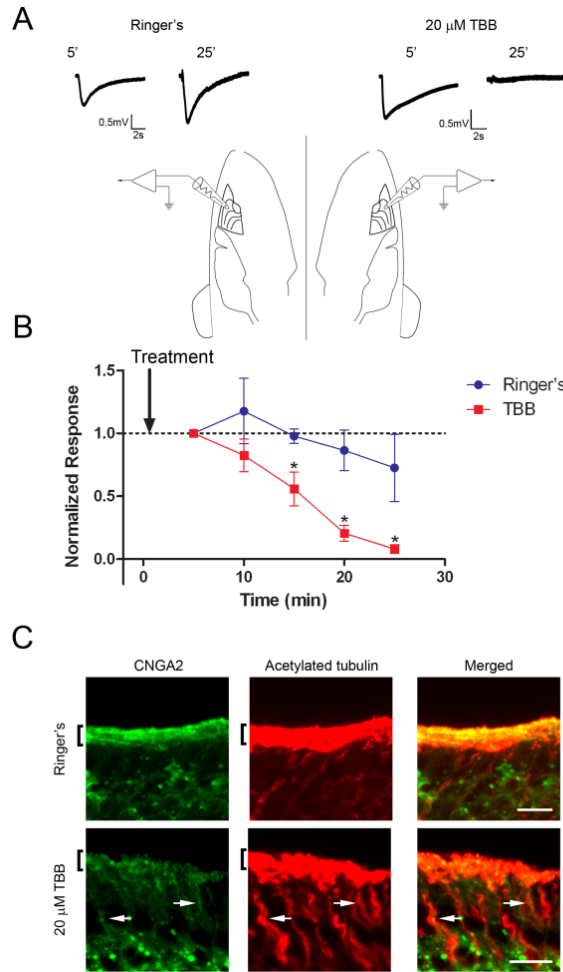 A
Ringer's
20 μM TBB
5’ 25’ 5’ 25’
0.5mV
2s
0.5mV
2s
B
Treatment
Normalized Response
1.5
1.0
0.5
0.0
0 10 20 30
Time (min)
Ringer's
TBB
*
*
*
C
CNGA2 Acetylated tubulin Merged
Ringer's
20 μM TBB